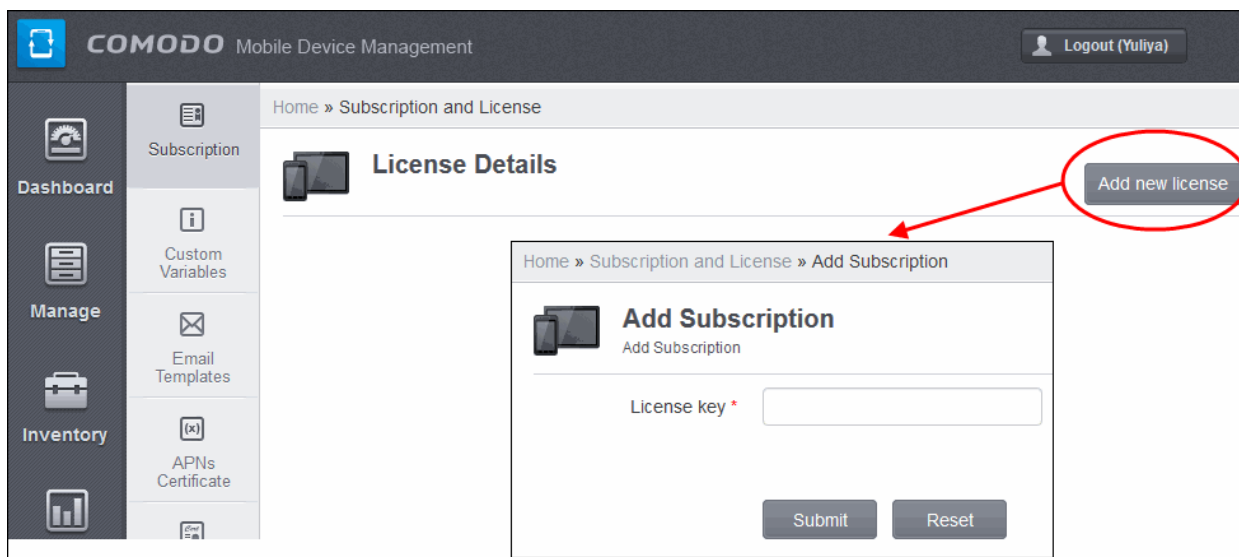 COMODO Mobile Device Management
Logout (Yuliya)
Dashboard
Manage
Inventory
Subscription
Custom
Variables
Email
Templates
(x)
APNs
Certificate
Cert
Home » Subscription and License
License Details
Add new license
Home » Subscription and License » Add Subscription
Add Subscription
Add Subscription
License key *
Submit
Reset